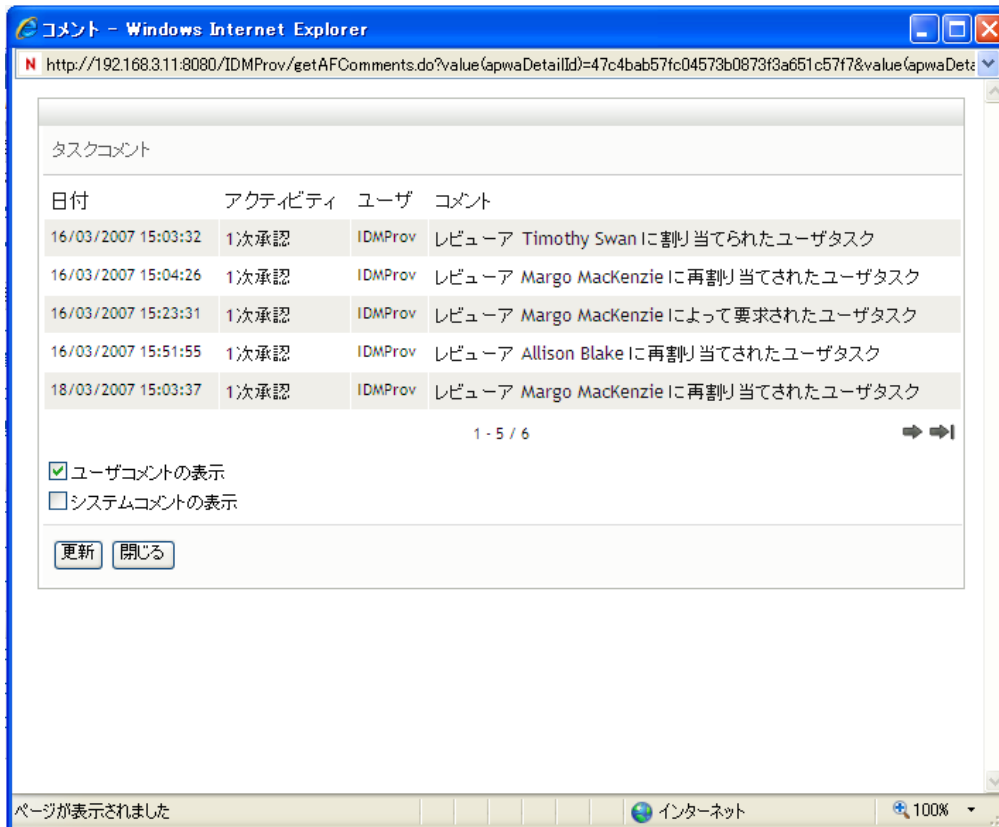 コメント - Windows Internet Explorer
N http://192.168.3.11:8080/IDMProv/getAFComments.do?value(apwaDetailId)=47c4bab57fc04573b0873f3a651c57f7&value(apwaDeta
タスクコメント
日付 アクティビティ ユーザ コメント
16/03/2007 15:03:32 1次承認 IDMProv レビューア Timothy Swan に割り当てられたユーザタスク
16/03/2007 15:04:26 1次承認 IDMProv レビューア Margo MacKenzie に再割り当てされたユーザタスク
16/03/2007 15:23:31 1次承認 IDMProv レビューア Margo MacKenzie によって要求されたユーザタスク
16/03/2007 15:51:55 1次承認 IDMProv レビューア Allison Blake に再割り当てされたユーザタスク
18/03/2007 15:03:37 1次承認 IDMProv レビューア Margo MacKenzie に再割り当てされたユーザタスク
1 - 5 / 6
ユーザコメントの表示
システムコメントの表示
更新 閉じる
ページが表示されました インターネット 100%